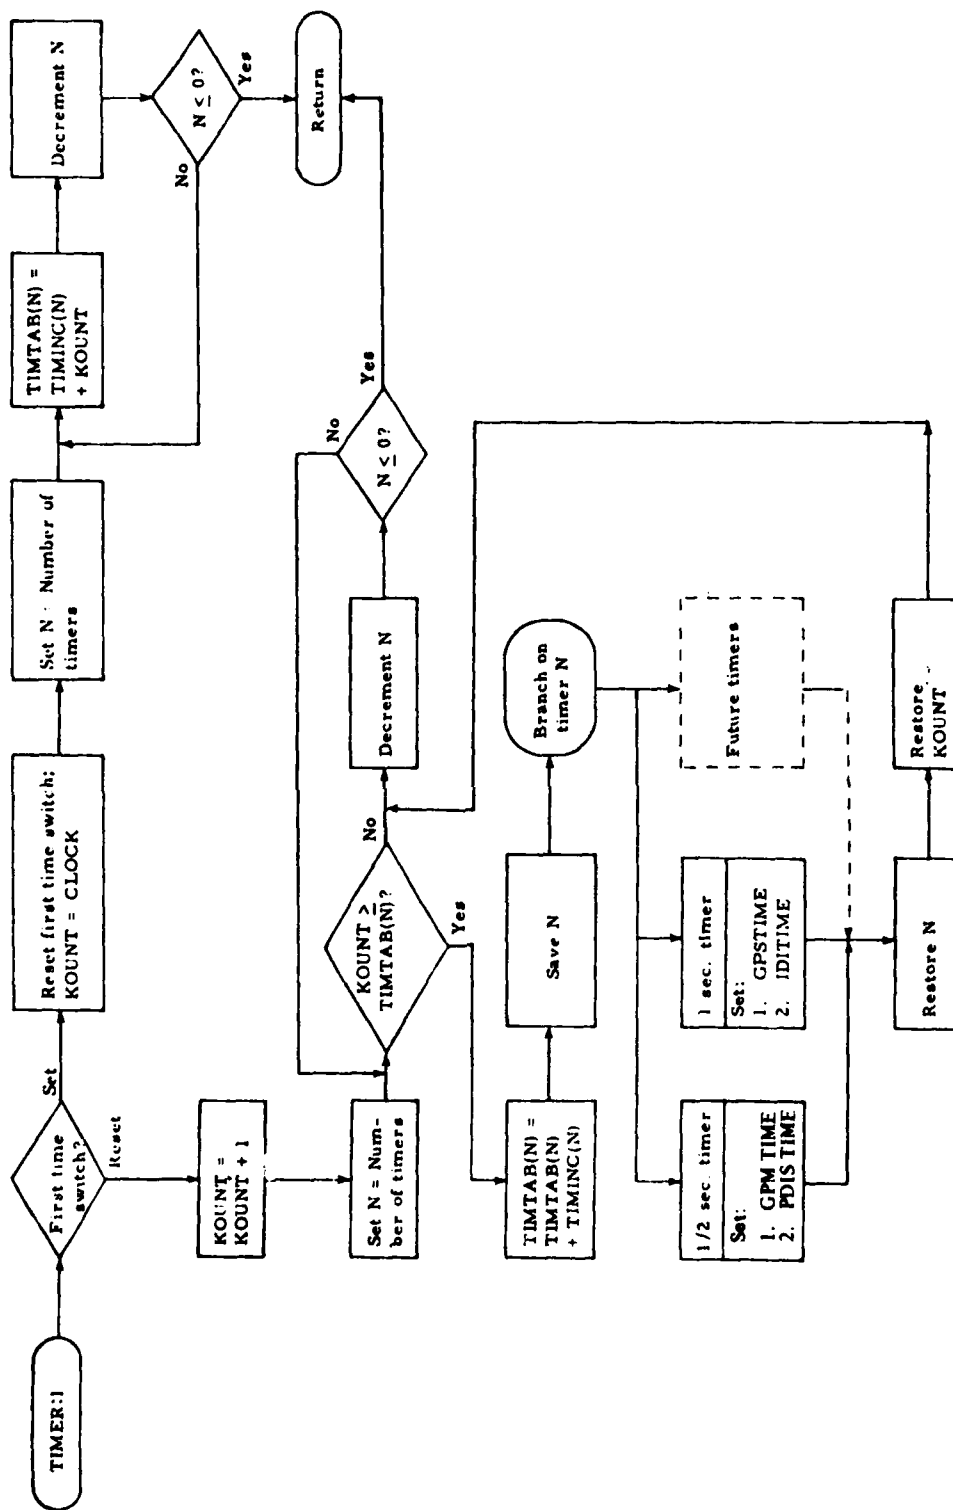 TIMER:1
First time
switch?
Set
Reset
Reset first time switch;
KOUNT = CLOCK
Set N = Number of
timers
TIMTAB(N) =
TIMINC(N)
+ KOUNT
Decrement N
N ≤ 0?
No
Yes
Return
KOUNT =
KOUNT + 1
Set N = Num-
ber of timers
KOUNT ≥
TIMTAB(N)?
No
Yes
Decrement N
N ≤ 0?
No
Yes
TIMTAB(N) =
TIMTAB(N)
+ TIMINC(N)
Save N
Branch on
timer N
1/2 sec. timer
Set:
1. GPM TIME
2. PDIS TIME
1 sec. timer
Set:
1. GPSTIME
2. IDITIME
Future timers
Restore N
Restore
KOUNT